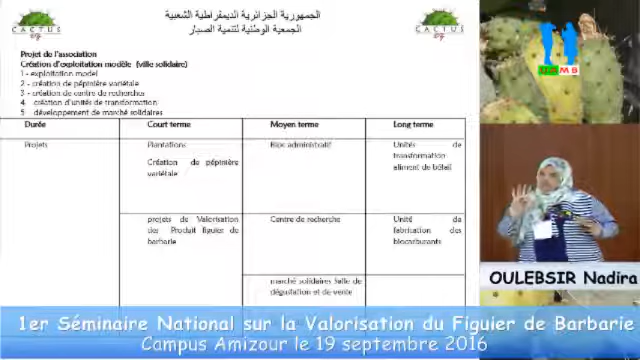 الجمهورية الجزائرية الديمقراطية الشعبية
الجمعية الوطنية لتنمية الصبار
CACTUS
CACTUS
Projet de l'association
Création d'exploitation modèle (ville solidaire)
1 - exploitation model
2 - création de pépinière variétale
3 - création de centre de recherches
4 création d'unités de transformation
5 développement de marché solidaires
Durée Court terme Moyen terme Long terme
Projets Plantations Bloc administratif Unités de
transformation
Création de pépinière aliment de bétail
variétale
projets de Valorisation Centre de recherche Unité de
des Produit figuier de fabrication des
barbarie biocarburants
marché solidaires Salle de
dégustation et de vente
OULEBSIR Nadira
1er Séminaire National sur la Valorisation du Figuier de Barbarie
Campus Amizour le 19 septembre 2016